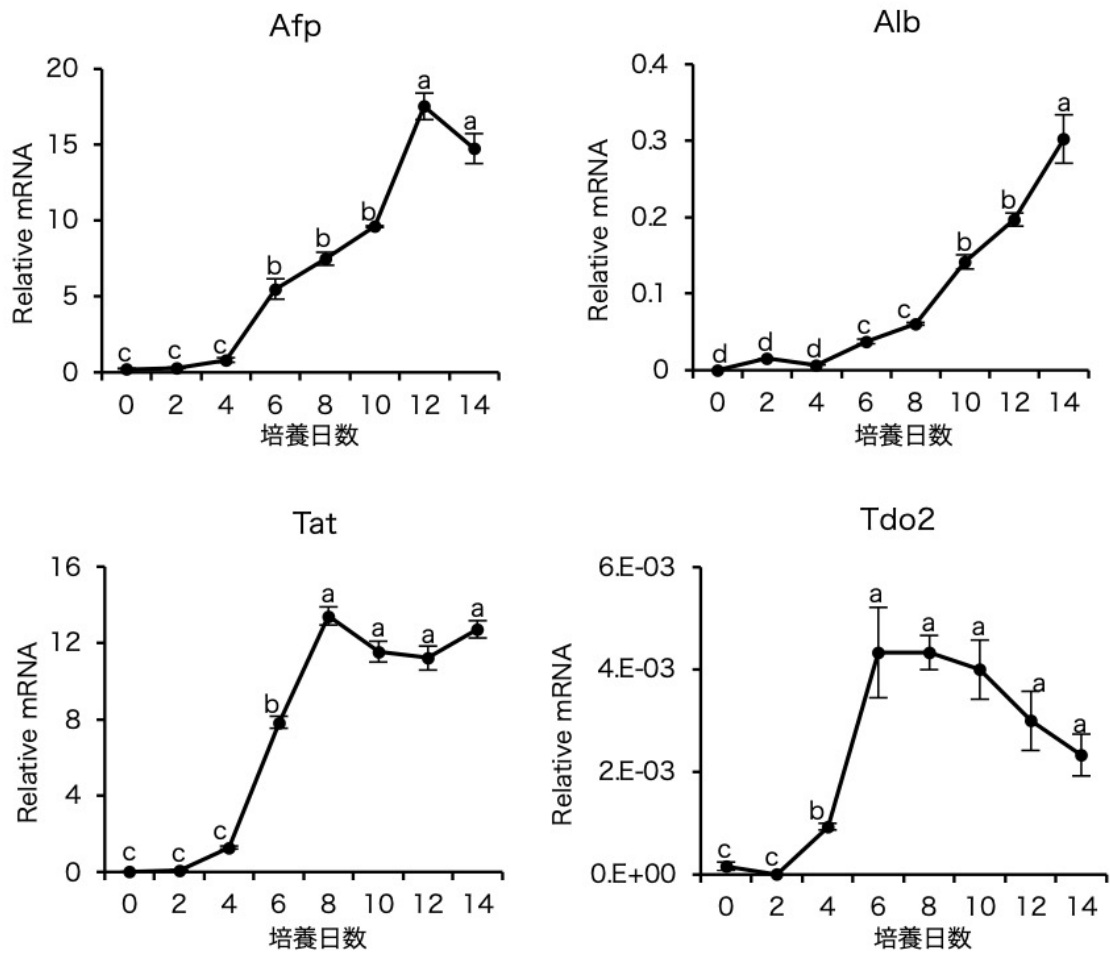 Afp
Relative mRNA
20
15
10
5
0
c
c
c
b
b
b
a
a
0 2 4 6 8 10 12 14
培養日数
Alb
Relative mRNA
0.4
0.3
0.2
0.1
0
d
d
d
c
c
b
b
a
0 2 4 6 8 10 12 14
培養日数
Tat
Relative mRNA
16
12
8
4
0
c
c
c
b
a
a
a
a
0 2 4 6 8 10 12 14
培養日数
Tdo2
Relative mRNA
6.E-03
4.E-03
2.E-03
0.E+00
c
c
b
a
a
a
a
a
0 2 4 6 8 10 12 14
培養日数